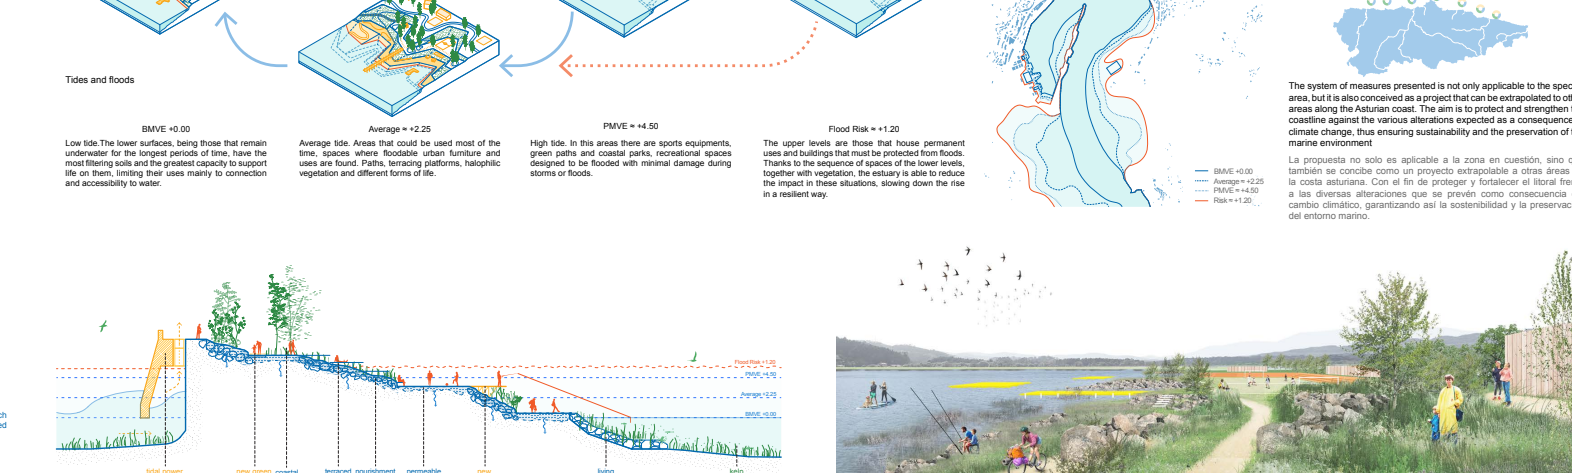 Tides and floods
BMVE +0.00
Low tide.The lower surfaces, being those that remain
underwater for the longest periods of time, have the
most filtering soils and the greatest capacity to support
life on them, limiting their uses mainly to connection
and accessibility to water.
Average ≈ +2.25
Average tide. Areas that could be used most of the
time, spaces where floodable urban furniture and
uses are found. Paths, terracing platforms, halophilic
vegetation and different forms of life.
PMVE ≈ +4.50
High tide. In this areas there are sports equipments,
green paths and coastal parks, recreational spaces
designed to be flooded with minimal damage during
storms or floods.
Flood Risk ≈ +1.20
The upper levels are those that house permanent
uses and buildings that must be protected from floods.
Thanks to the sequence of spaces of the lower levels,
together with vegetation, the estuary is able to reduce
the impact in these situations, slowing down the rise
in a resilient way.
BMVE +0.00
Average ≈ +2.25
PMVE ≈ +4.50
Risk ≈ +1.20
The system of measures presented is not only applicable to the
area, but it is also conceived as a project that can be extrapolated to
areas along the Asturian coast. The aim is to protect and strengthen
coastline against the various alterations expected as a consequence
climate change, thus ensuring sustainability and the preservation of
marine environment
La propuesta no solo es aplicable a la zona en cuestión, sino
también se concibe como un proyecto extrapolable a otras áreas
la costa asturiana. Con el fin de proteger y fortalecer el litoral
a las diversas alteraciones que se prevén como consecuencia
cambio climático, garantizando así la sostenibilidad y la
del entorno marino.
Flood Risk +1.20
PMVE +4.50
Average +2.25
BMVE +0.00
tidal power
new green
coastal
terraced
nourishment
permeable
new
living
kelp